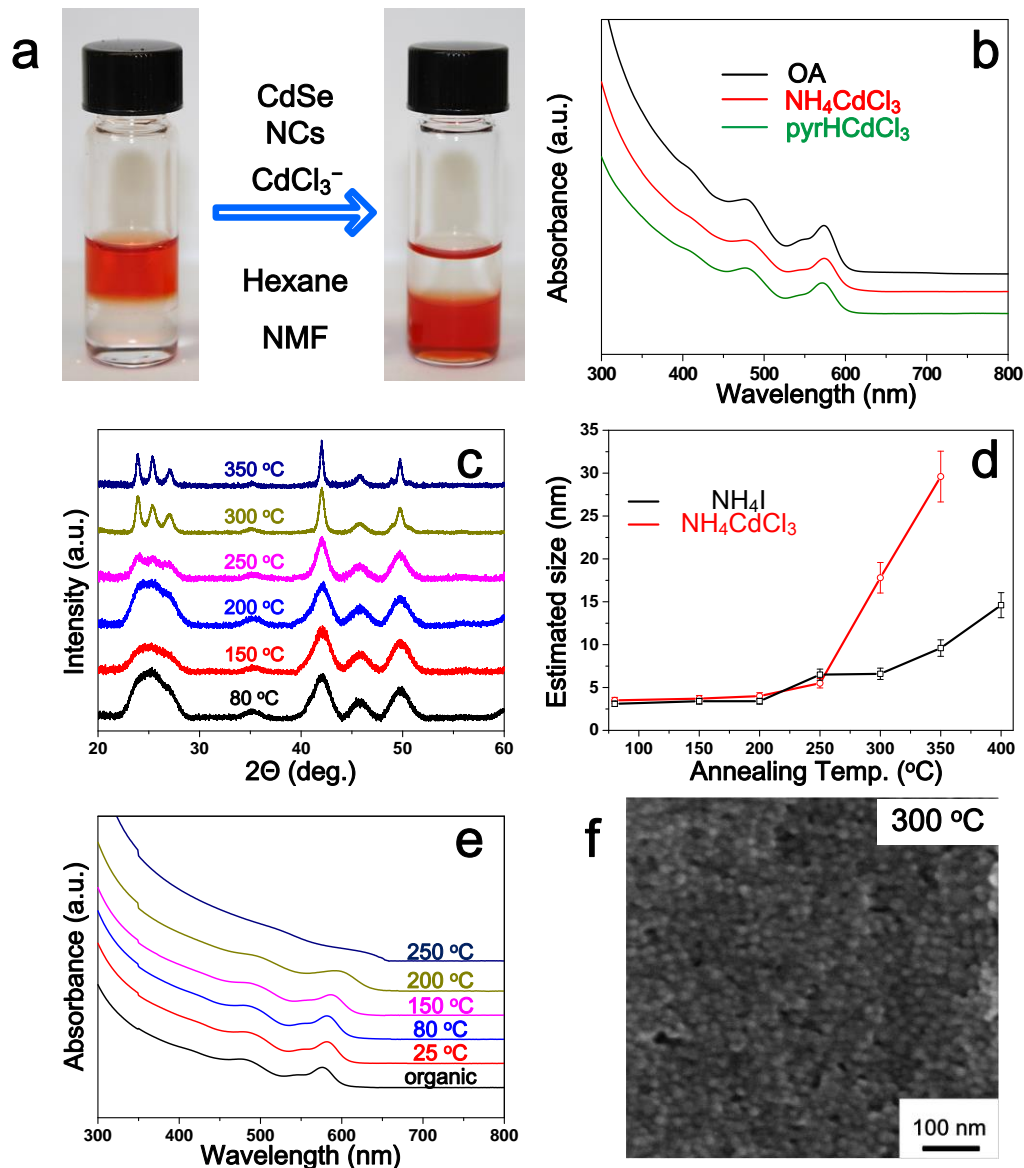 a
CdSe
NCs
CdCl₃⁻
Hexane
NMF
b
OA
NH₄CdCl₃
pyrHCdCl₃
Absorbance (a.u.)
300 400 500 600 700 800
Wavelength (nm)
c
350 ºC
300 ºC
250 ºC
200 ºC
150 ºC
80 ºC
Intensity (a.u.)
20 30 40 50 60
2Θ (deg.)
d
NH₄I
NH₄CdCl₃
Estimated size (nm)
35
30
25
20
15
10
5
0
100 150 200 250 300 350 400
Annealing Temp. (ºC)
e
250 ºC
200 ºC
150 ºC
80 ºC
25 ºC
organic
Absorbance (a.u.)
300 400 500 600 700 800
Wavelength (nm)
f
300 ºC
100 nm